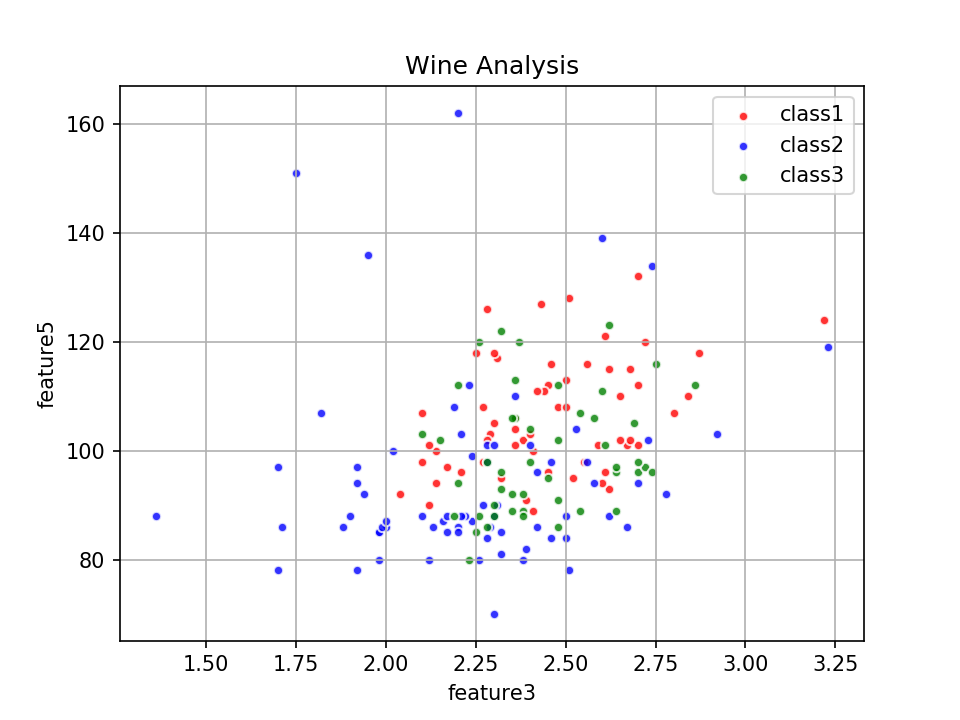 Wine Analysis
class1
class2
class3
160
140
120
100
80
feature5
1.50 1.75 2.00 2.25 2.50 2.75 3.00 3.25
feature3